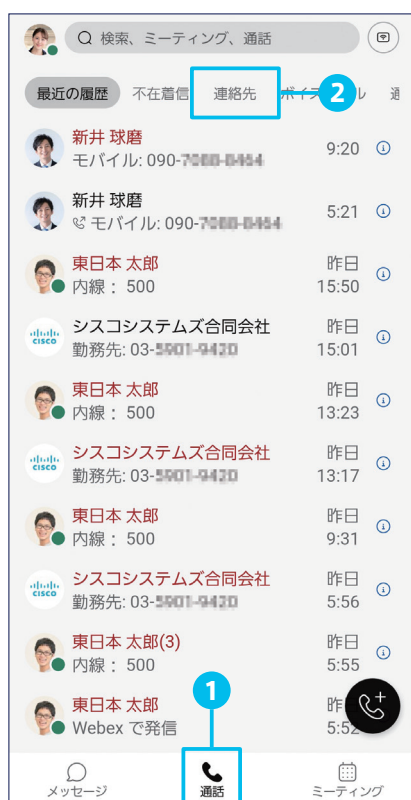 検索、ミーティング、通話
最近の履歴 不在着信 連絡先 2
新井 球磨
モバイル: 090- 9:20
新井 球磨
モバイル: 090- 5:21
東日本 太郎 昨日
内線： 500 15:50
シスコシステムズ合同会社 昨日
勤務先: 03- 15:01
東日本 太郎 昨日
内線： 500 13:23
シスコシステムズ合同会社 昨日
勤務先: 03- 13:17
東日本 太郎 昨日
内線： 500 9:31
シスコシステムズ合同会社 昨日
勤務先: 03- 5:56
東日本 太郎(3) 昨日
内線： 500 5:55
東日本 太郎
Webex で発信
1
メッセージ 通話 ミーティング